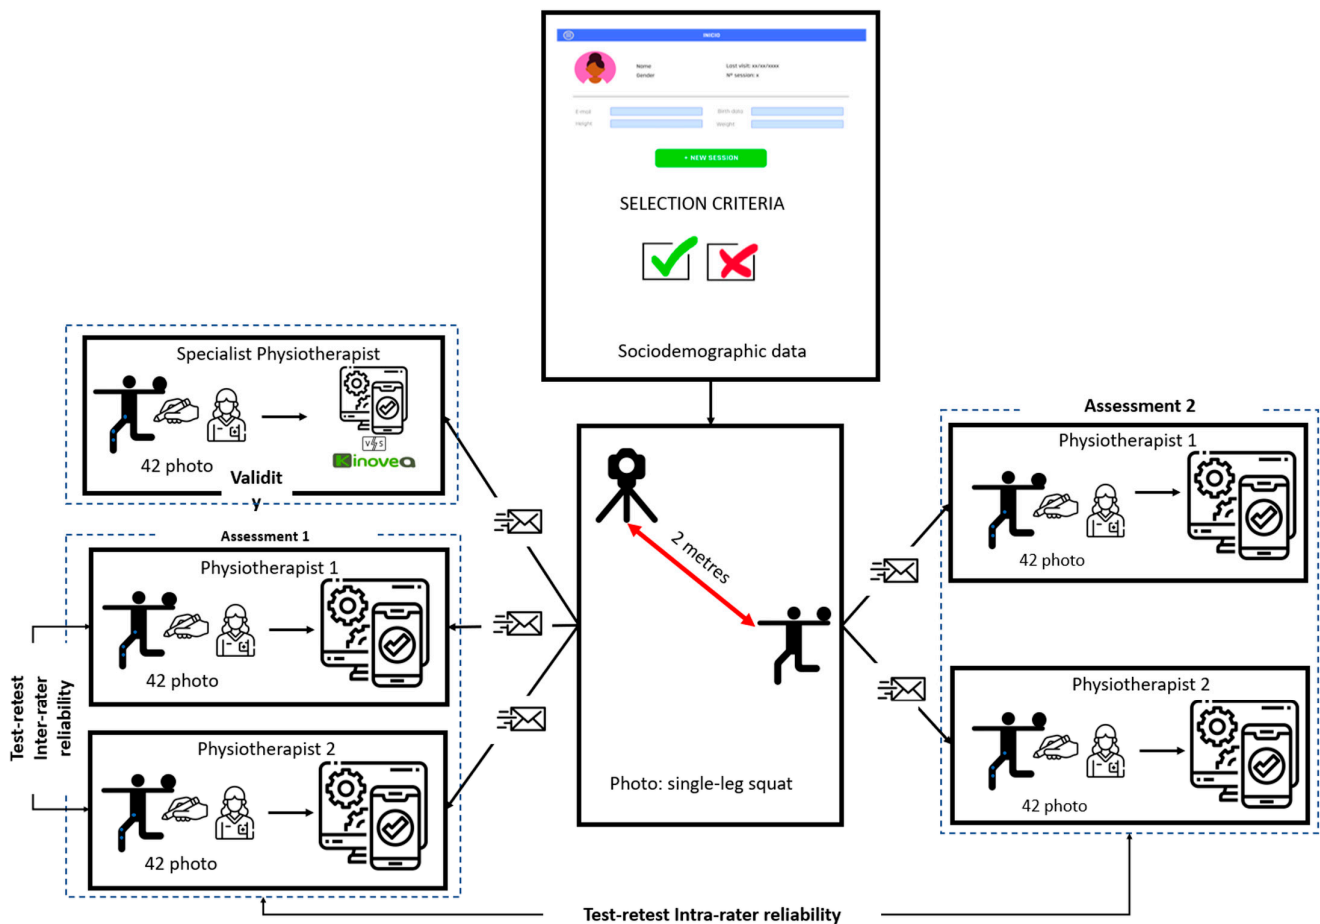 INICIO
Name
Last visit: xx/xx/xxxx
Gender
Nº session: x
E-mail
Birth data
Height
Weight
+ NEW SESSION
SELECTION CRITERIA
Sociodemographic data
Specialist Physiotherapist
42 photo
VS
Kinovea
Validit
y
Assessment 1
Physiotherapist 1
42 photo
Physiotherapist 2
42 photo
Test-retest
Inter-rater
reliability
2 metres
Photo: single-leg squat
Assessment 2
Physiotherapist 1
42 photo
Physiotherapist 2
42 photo
Test-retest Intra-rater reliability